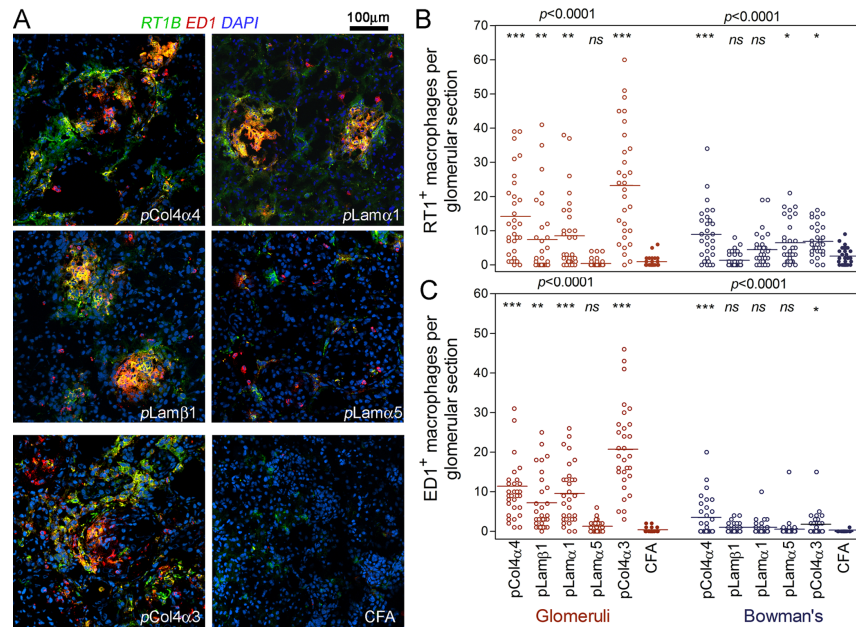 A
RT1B ED1 DAPI
100μm
pCol4α4
pLamα1
pLamβ1
pLamα5
pCol4α3
CFA
B
p<0.0001
p<0.0001
*** ** ** ns ***
*** ns ns * *
RT1+ macrophages per
glomerular section
70
60
50
40
30
20
10
0
C
p<0.0001
p<0.0001
*** ** *** ns ***
*** ns ns ns *
ED1+ macrophages per
glomerular section
60
50
40
30
20
10
0
pCol4α4
pLamβ1
pLamα1
pLamα5
pCol4α3
CFA
pCol4α4
pLamβ1
pLamα1
pLamα5
pCol4α3
CFA
Glomeruli
Bowman's